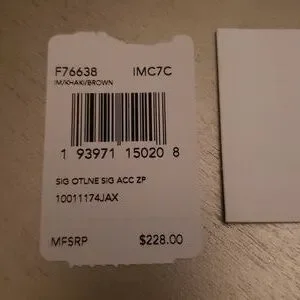 F76638 IMC7C
IM/KHAKI/BROWN
1 93971 15020 8
SIG OTLNE SIG ACC ZP
10011174JAX
MFSRP $228.00